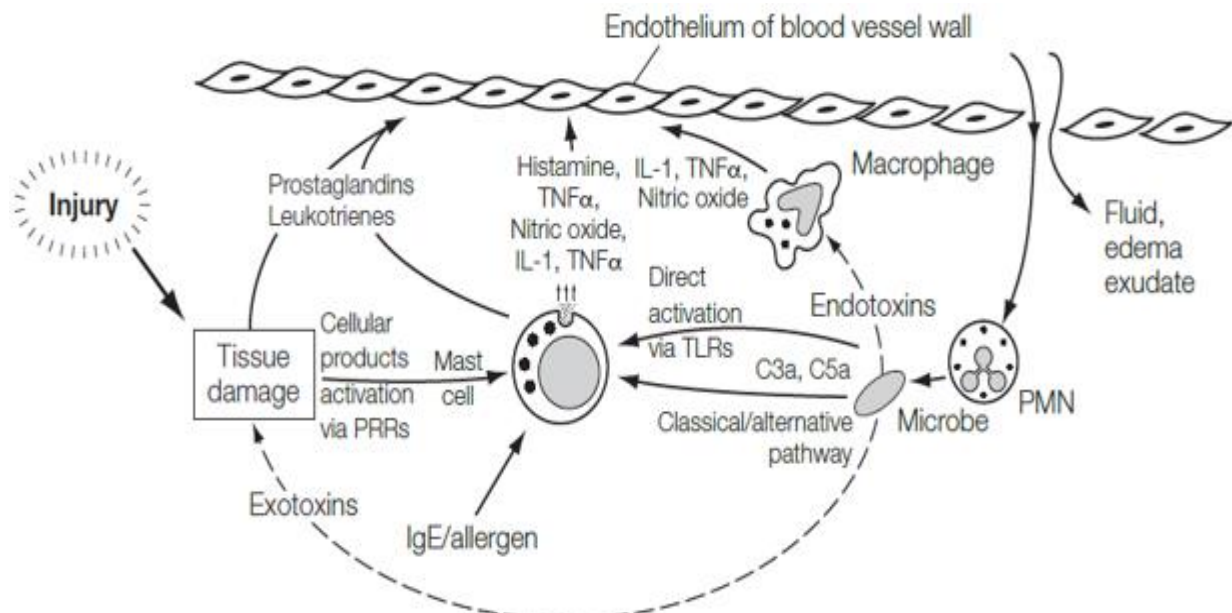 Endothelium of blood vessel wall
Injury
Prostaglandins
Leukotrienes
Histamine,
TNFα,
Nitric oxide,
IL-1, TNFα
IL-1, TNFα,
Nitric oxide
Macrophage
Fluid,
edema
exudate
Tissue
damage
Cellular
products
activation
via PRRs
Mast
cell
Direct
activation
via TLRs
Endotoxins
C3a, C5a
Classical/alternative
pathway
Microbe
PMN
Exotoxins
IgE/allergen